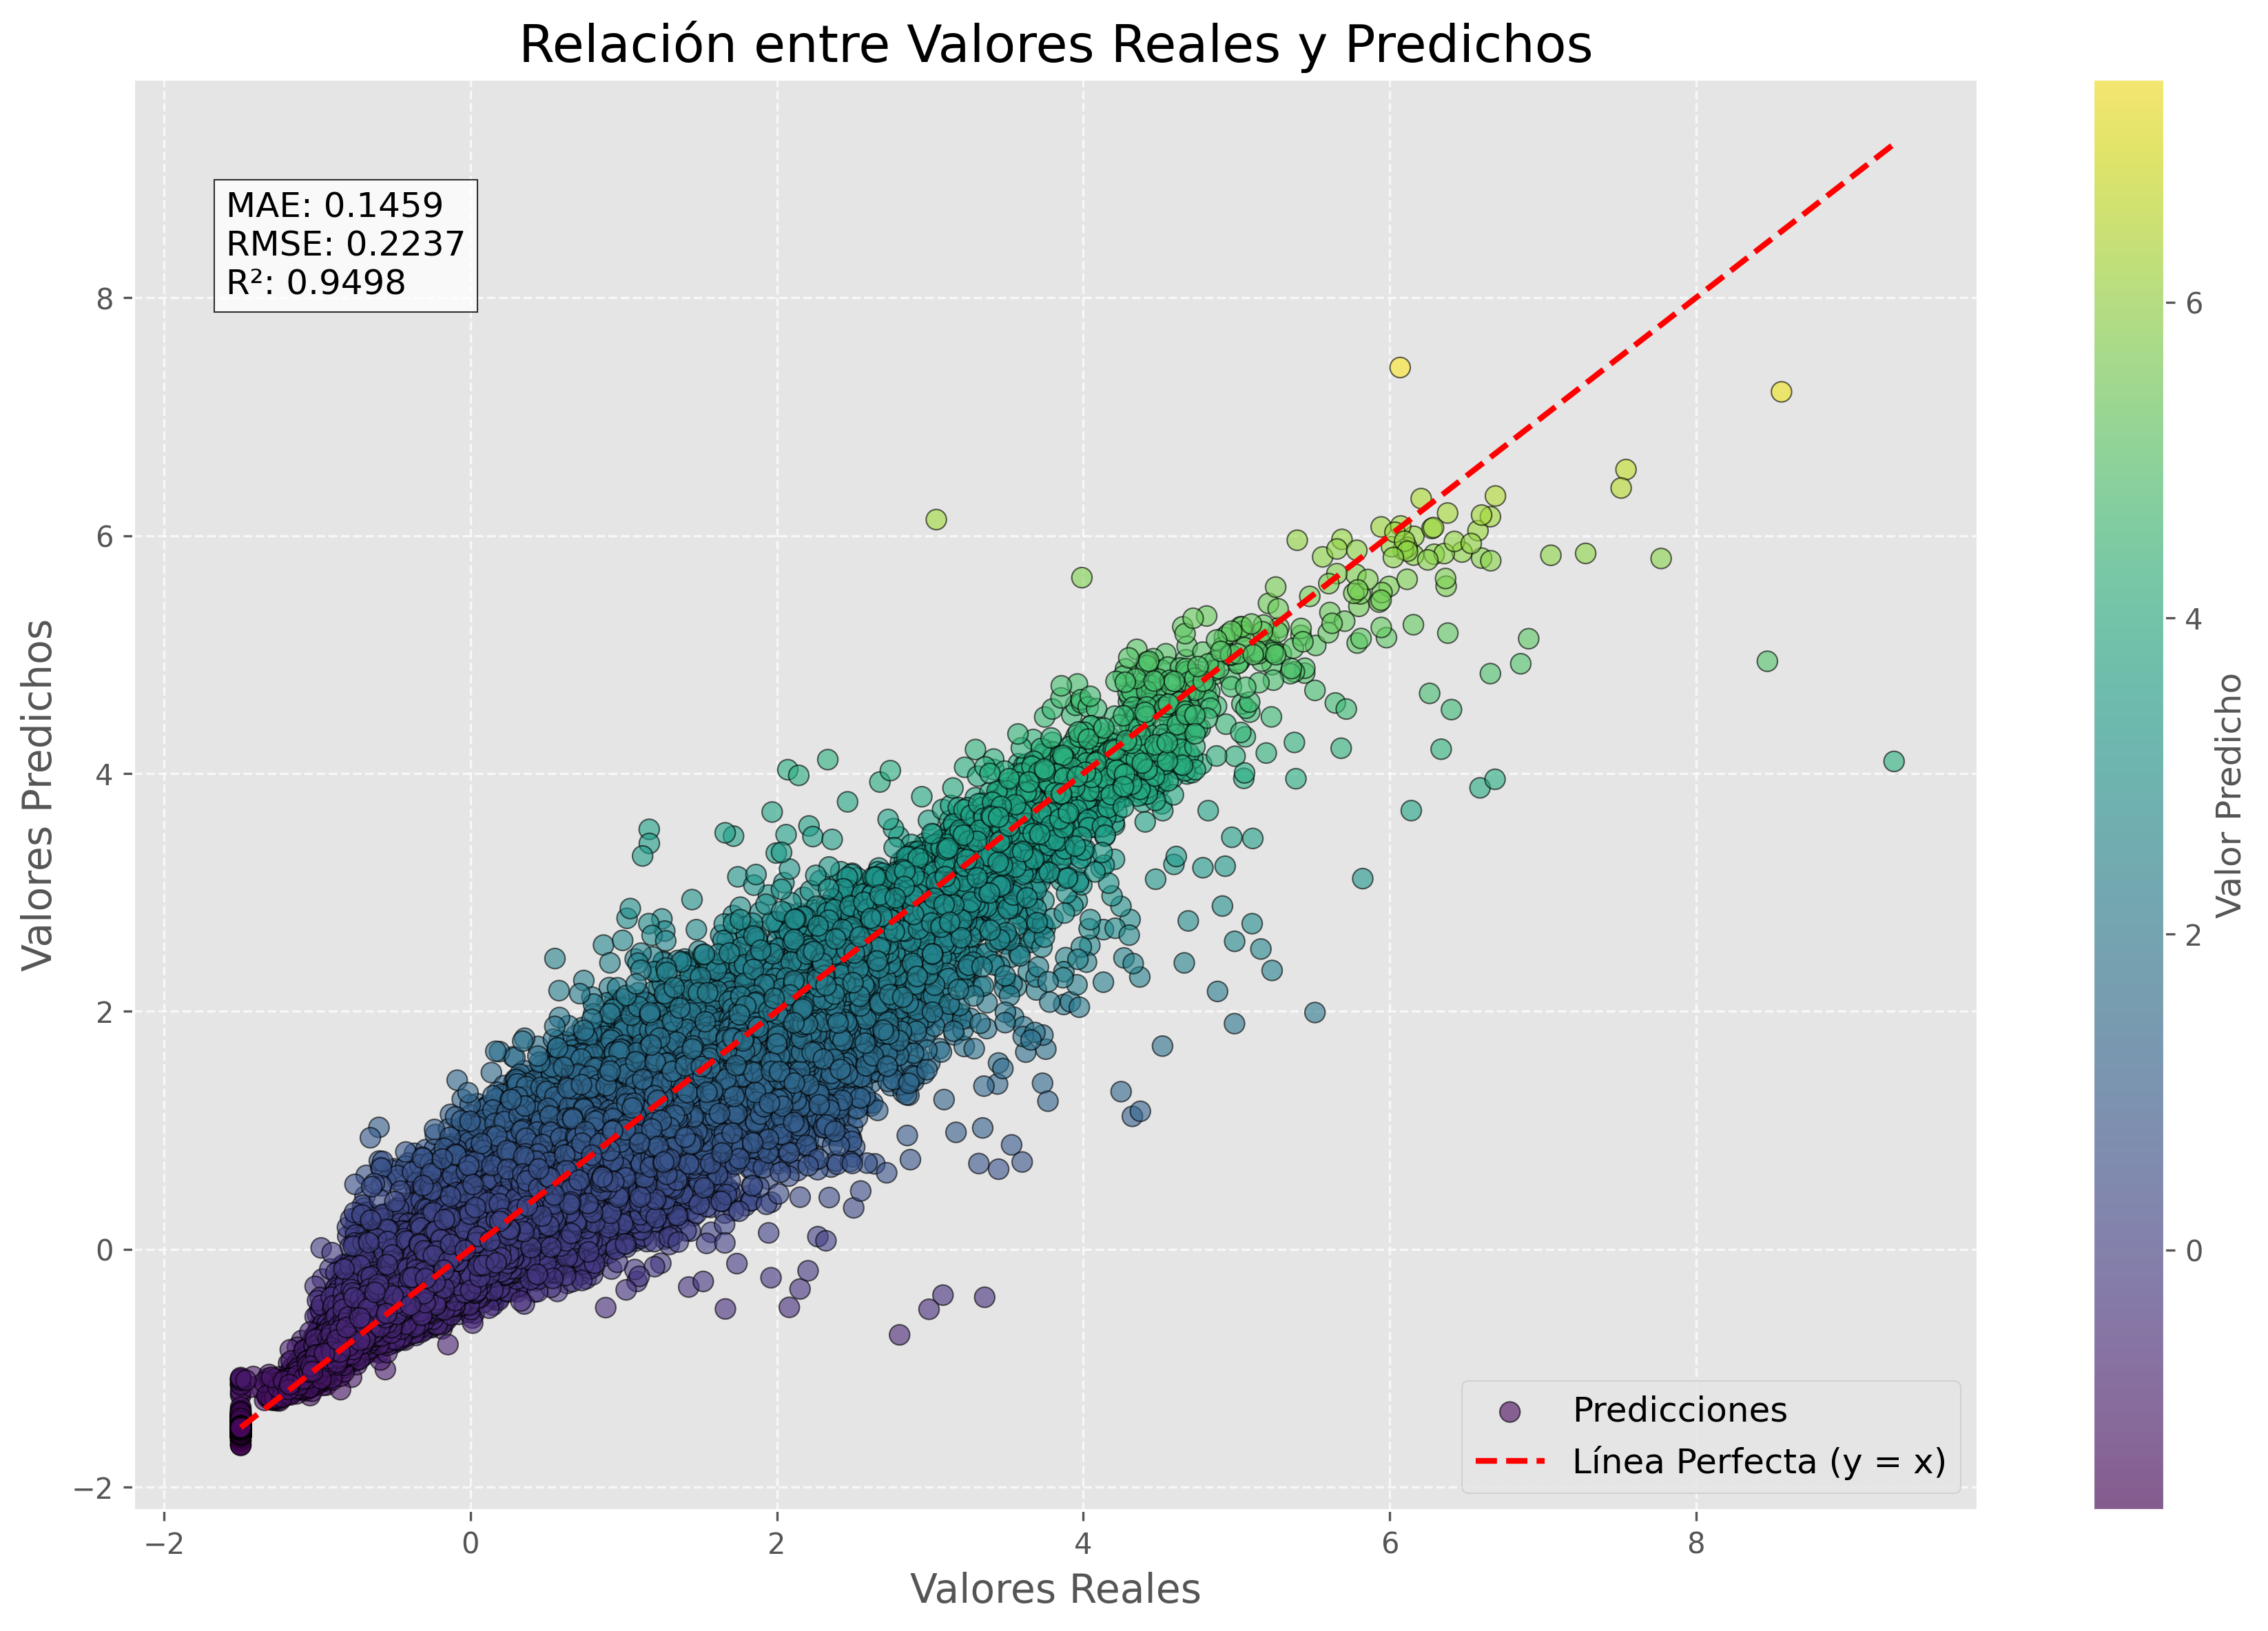 Relación entre Valores Reales y Predichos
MAE: 0.1459
RMSE: 0.2237
R²: 0.9498
Valores Predichos
8
6
4
2
0
−2
−2
0
2
4
6
8
Valores Reales
Predicciones
Línea Perfecta (y = x)
6
4
2
0
Valor Predicho